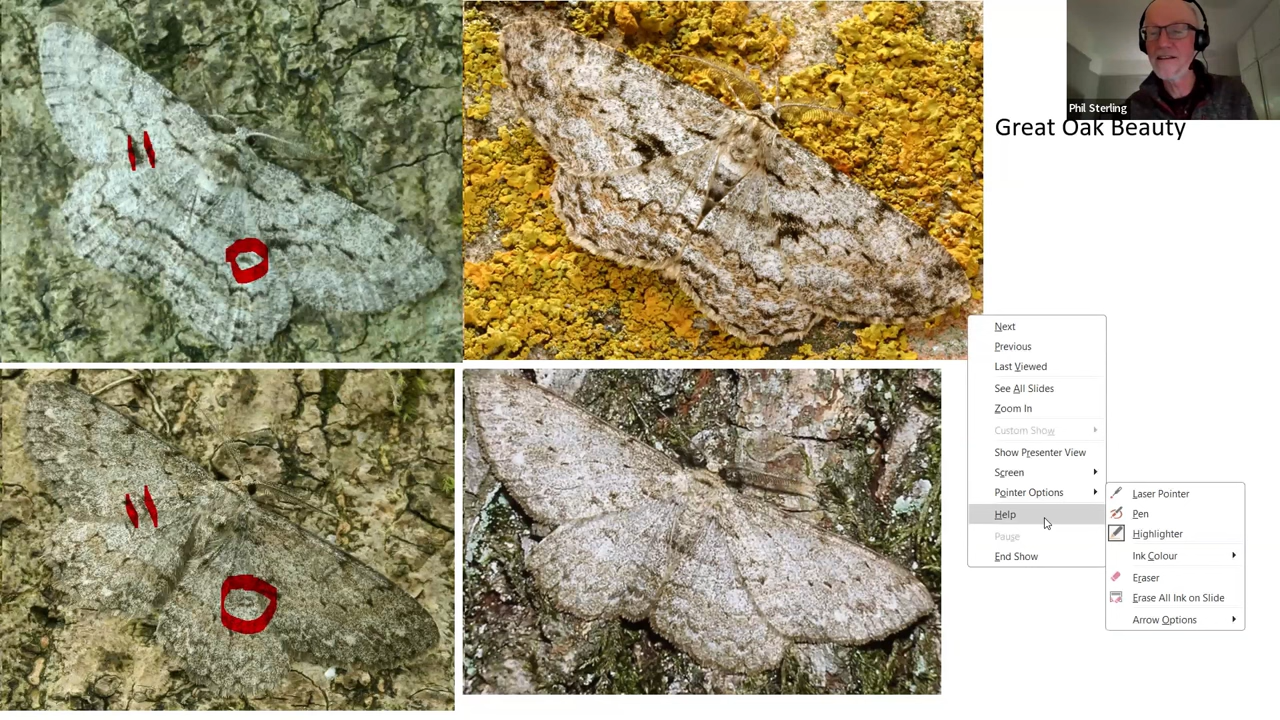 Phil Sterling
Great Oak Beauty
Next
Previous
Last Viewed
See All Slides
Zoom In
Custom Show
Show Presenter View
Screen
Pointer Options
Help
Pause
End Show
Laser Pointer
Pen
Highlighter
Ink Colour
Eraser
Erase All Ink on Slide
Arrow Options